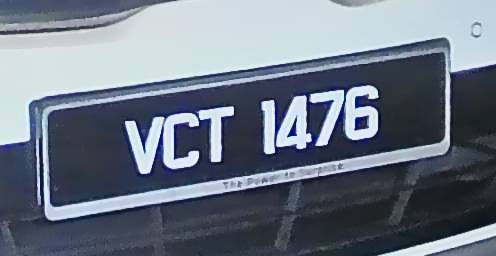 VCT 1476
The Power to Surprise